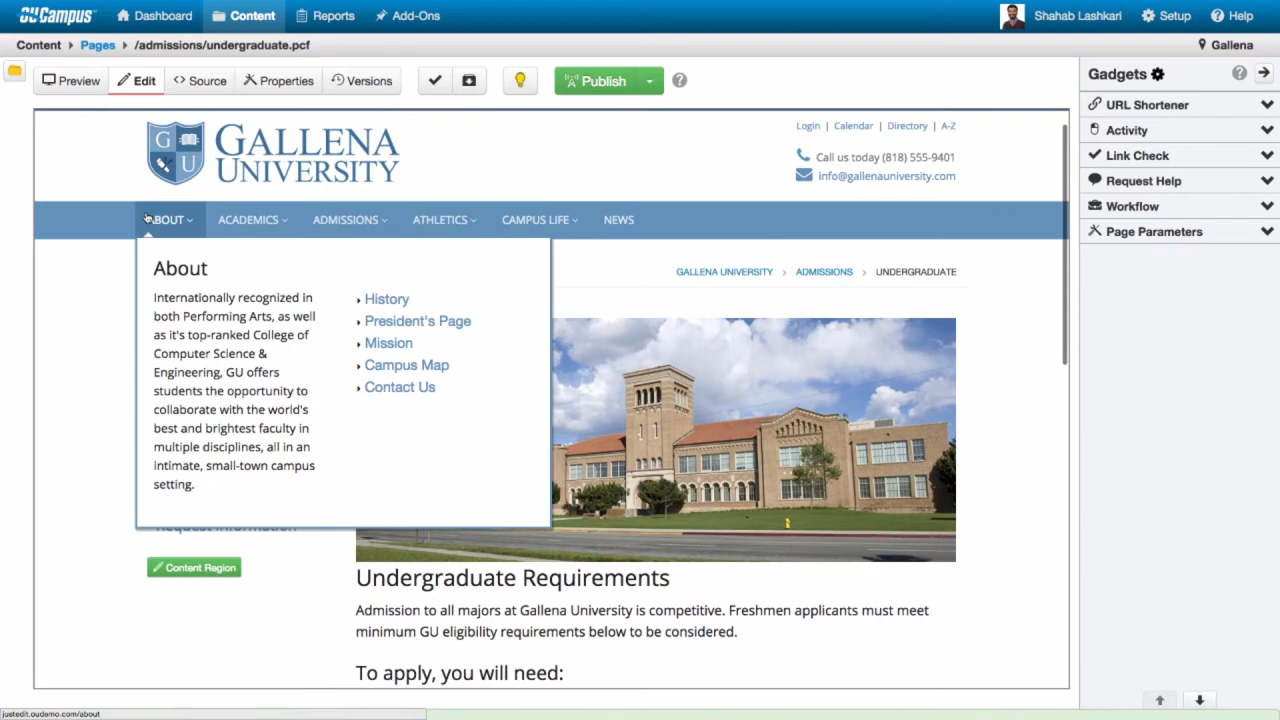 OU Campus
Dashboard
Content
Reports
Add-Ons
Shahab Lashkari
Setup
Help
Content
Pages
/admissions/undergraduate.pcf
Gallena
Preview
Edit
Source
Properties
Versions
Publish
Gadgets
URL Shortener
Activity
Link Check
Request Help
Workflow
Page Parameters
G U
GALLENA
UNIVERSITY
Login | Calendar | Directory | A-Z
Call us today (818) 555-9401
info@gallenauniversity.com
ABOUT
ACADEMICS
ADMISSIONS
ATHLETICS
CAMPUS LIFE
NEWS
GALLENA UNIVERSITY > ADMISSIONS > UNDERGRADUATE
About
Internationally recognized in
both Performing Arts, as well
as it's top-ranked College of
Computer Science &
Engineering, GU offers
students the opportunity to
collaborate with the world's
best and brightest faculty in
multiple disciplines, all in an
intimate, small-town campus
setting.
History
President's Page
Mission
Campus Map
Contact Us
Request Information
Content Region
Undergraduate Requirements
Admission to all majors at Gallena University is competitive. Freshmen applicants must meet
minimum GU eligibility requirements below to be considered.
To apply, you will need:
justedit.oudemo.com/about